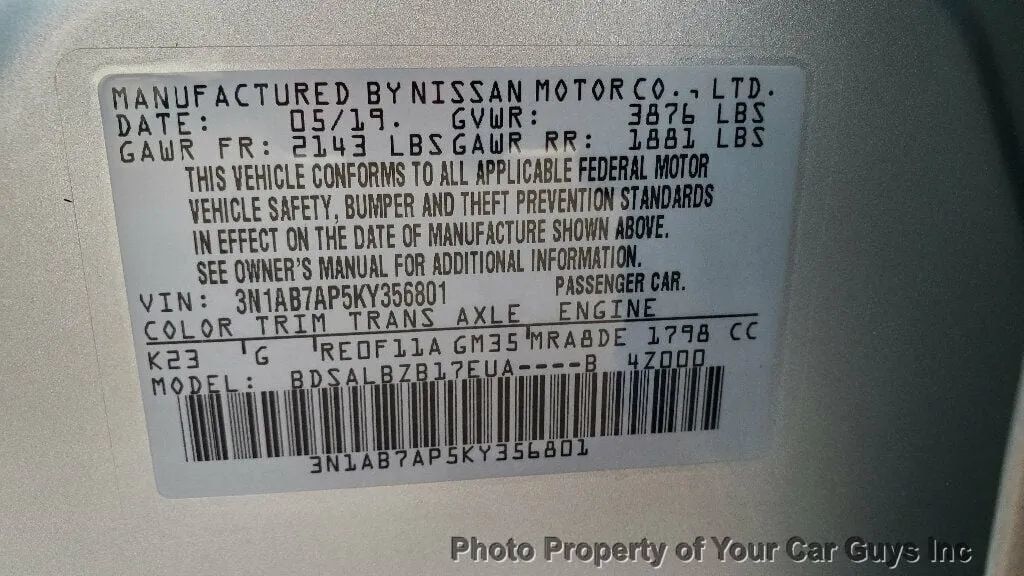 MANUFACTURED BY NISSAN MOTOR CO., LTD.
DATE: 05/19. GVWR: 3876 LBS
GAWR FR: 2143 LBS GAWR RR: 1881 LBS
THIS VEHICLE CONFORMS TO ALL APPLICABLE FEDERAL MOTOR
VEHICLE SAFETY, BUMPER AND THEFT PREVENTION STANDARDS
IN EFFECT ON THE DATE OF MANUFACTURE SHOWN ABOVE.
SEE OWNER'S MANUAL FOR ADDITIONAL INFORMATION.
VIN: 3N1AB7AP5KY356801 PASSENGER CAR.
COLOR TRIM TRANS AXLE ENGINE
K23 G RE0F11A GM35 MRA8DE 1798 CC
MODEL: BDSALBZB17EUA----B 4Z000
3N1AB7AP5KY356801
Photo Property of Your Car Guys Inc